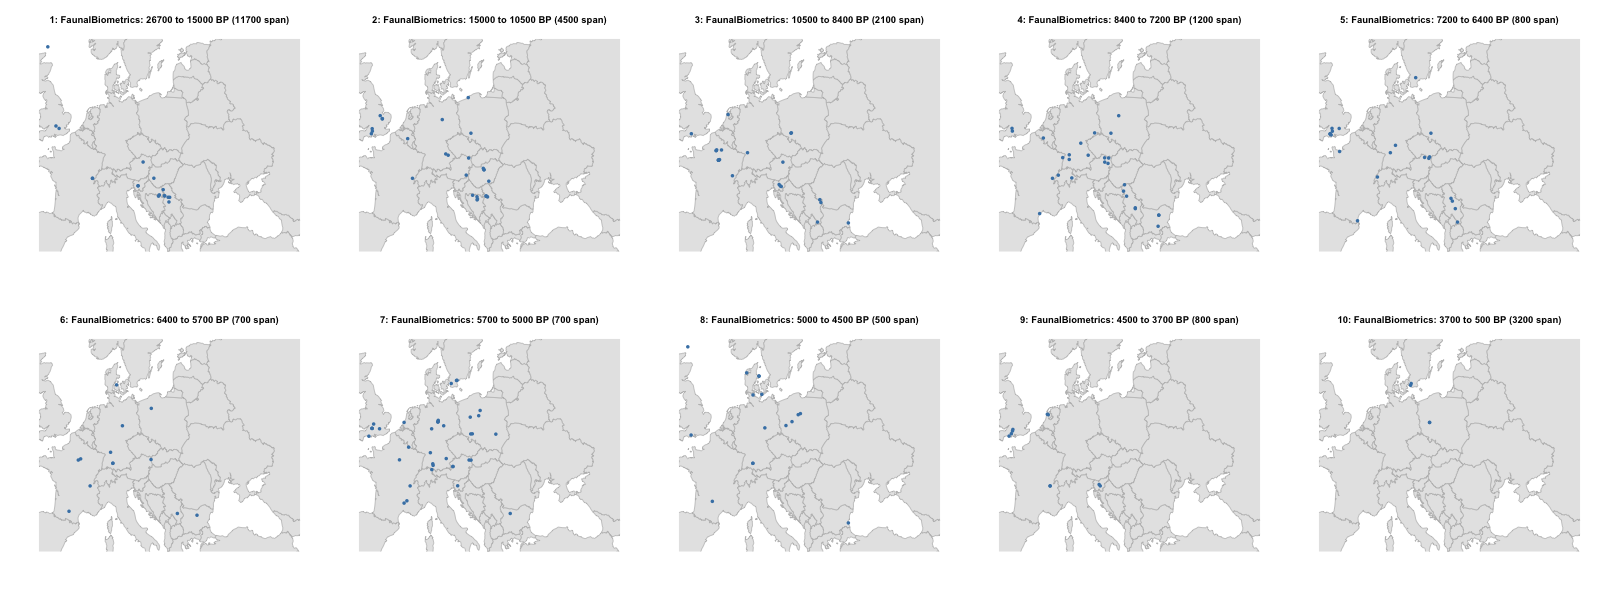 1: FaunalBiometrics: 26700 to 15000 BP (11700 span)
2: FaunalBiometrics: 15000 to 10500 BP (4500 span)
3: FaunalBiometrics: 10500 to 8400 BP (2100 span)
4: FaunalBiometrics: 8400 to 7200 BP (1200 span)
5: FaunalBiometrics: 7200 to 6400 BP (800 span)
6: FaunalBiometrics: 6400 to 5700 BP (700 span)
7: FaunalBiometrics: 5700 to 5000 BP (700 span)
8: FaunalBiometrics: 5000 to 4500 BP (500 span)
9: FaunalBiometrics: 4500 to 3700 BP (800 span)
10: FaunalBiometrics: 3700 to 500 BP (3200 span)